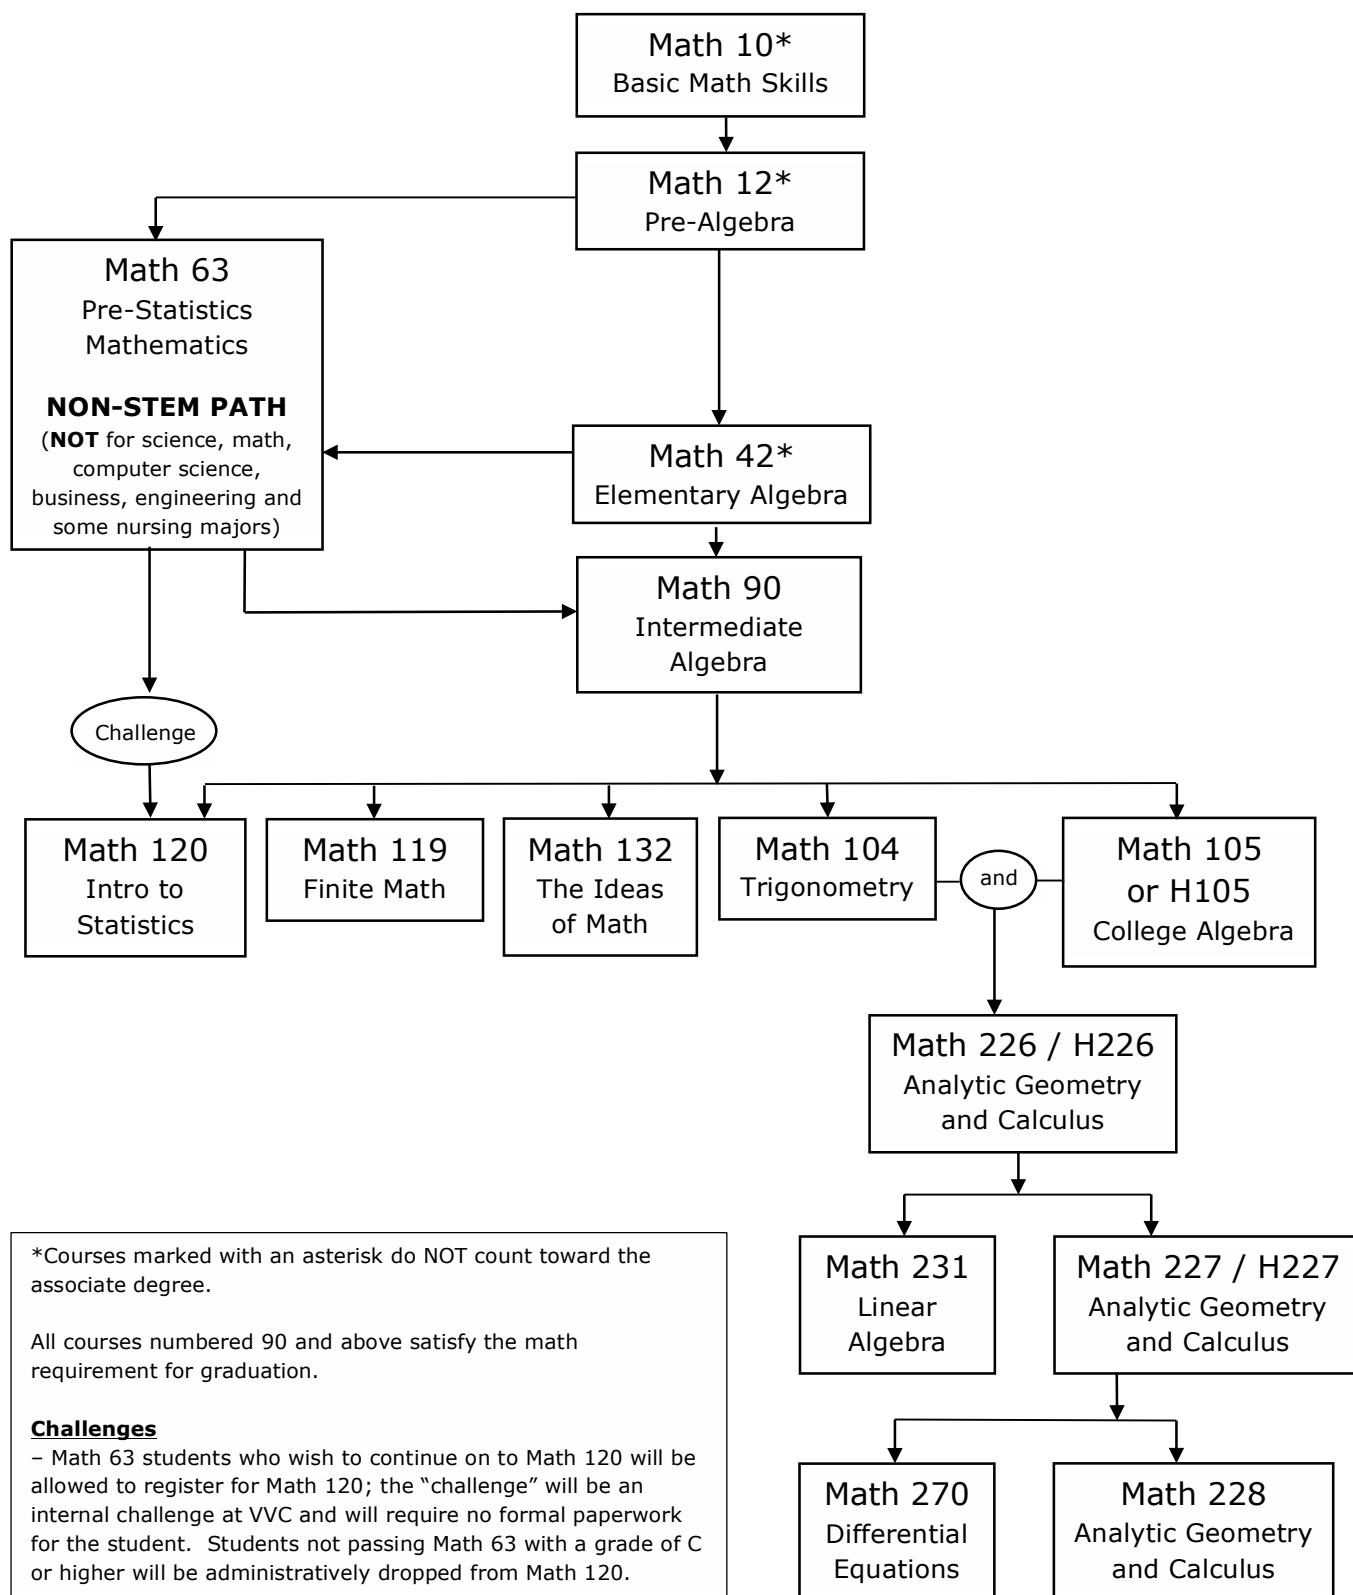 Math 10*
Basic Math Skills
Math 12*
Pre-Algebra
Math 63
Pre-Statistics
Mathematics
NON-STEM PATH
(NOT for science, math,
computer science,
business, engineering and
some nursing majors)
Math 42*
Elementary Algebra
Math 90
Intermediate
Algebra
Challenge
Math 120
Intro to
Statistics
Math 119
Finite Math
Math 132
The Ideas
of Math
Math 104
Trigonometry
and
Math 105
or H105
College Algebra
Math 226 / H226
Analytic Geometry
and Calculus
Math 231
Linear
Algebra
Math 227 / H227
Analytic Geometry
and Calculus
Math 270
Differential
Equations
Math 228
Analytic Geometry
and Calculus
*Courses marked with an asterisk do NOT count toward the
associate degree.
All courses numbered 90 and above satisfy the math
requirement for graduation.
Challenges
– Math 63 students who wish to continue on to Math 120 will be
allowed to register for Math 120; the “challenge” will be an
internal challenge at VVC and will require no formal paperwork
for the student.  Students not passing Math 63 with a grade of C
or higher will be administratively dropped from Math 120.